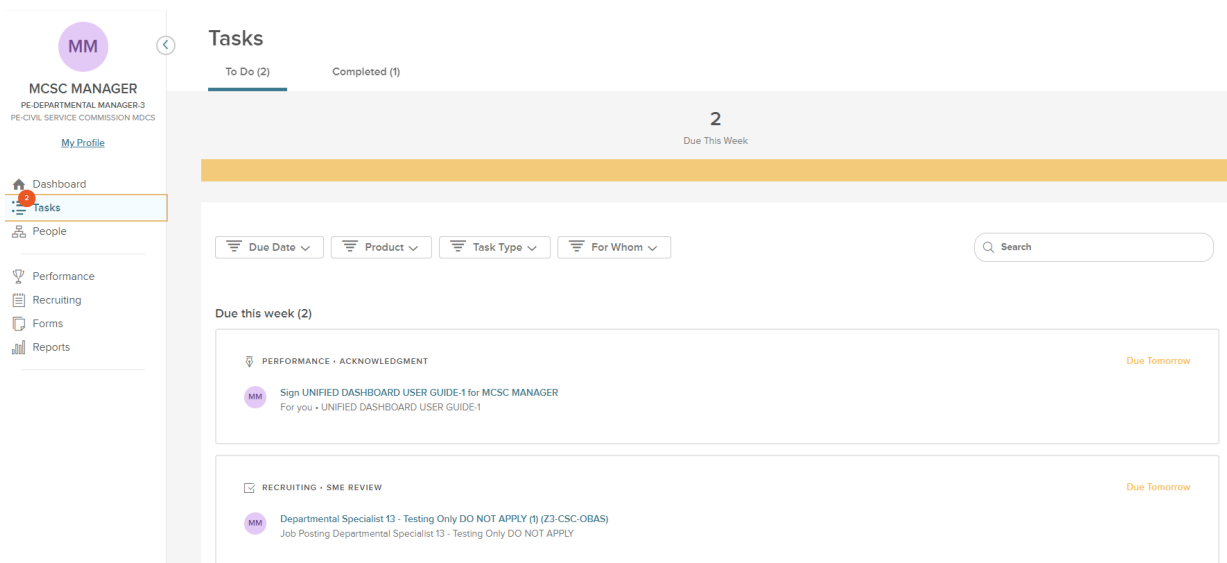 MM
MCSC MANAGER
PE-DEPARTMENTAL MANAGER-3
PE-CIVIL SERVICE COMMISSION MDCS
My Profile
Dashboard
2
Tasks
People
Performance
Recruiting
Forms
Reports
Tasks
To Do (2) Completed (1)
2
Due This Week
Due Date Product Task Type For Whom Search
Due this week (2)
PERFORMANCE • ACKNOWLEDGMENT Due Tomorrow
MM Sign UNIFIED DASHBOARD USER GUIDE-1 for MCSC MANAGER
For you • UNIFIED DASHBOARD USER GUIDE-1
RECRUITING • SME REVIEW Due Tomorrow
MM Departmental Specialist 13 - Testing Only DO NOT APPLY (1) (Z3-CSC-OBAS)
Job Posting Departmental Specialist 13 - Testing Only DO NOT APPLY